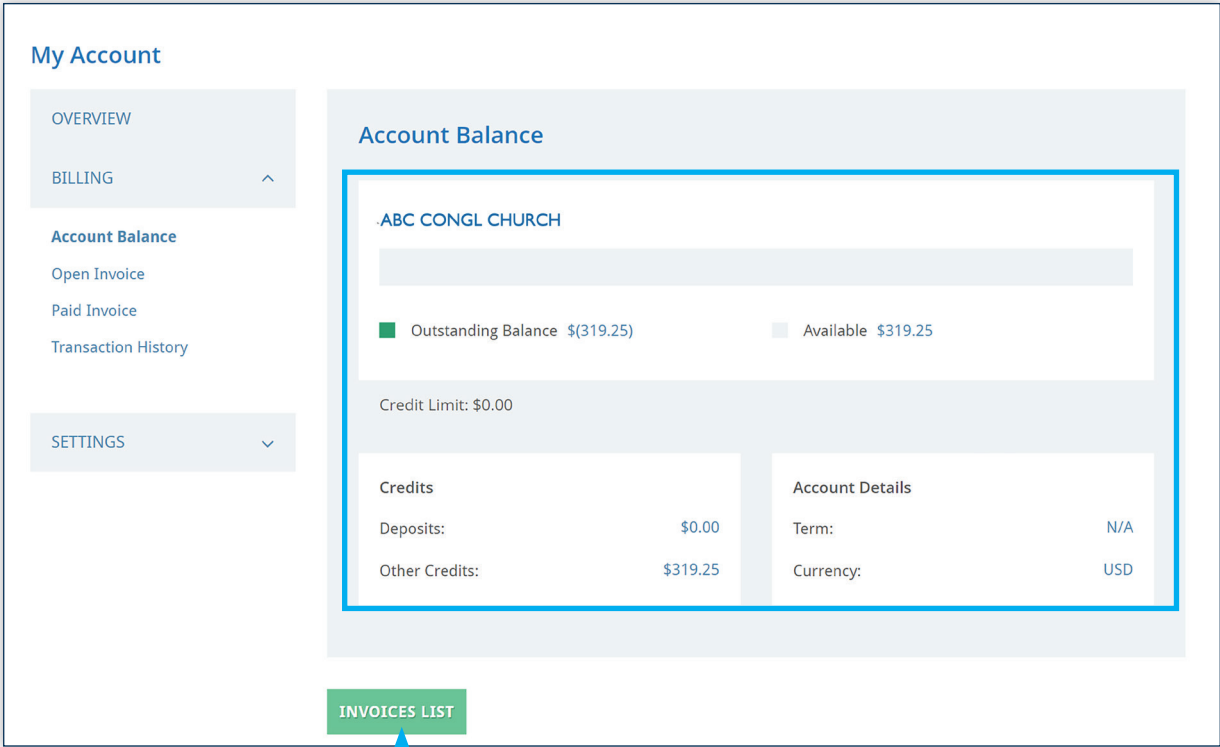 My Account
OVERVIEW
BILLING
Account Balance
Open Invoice
Paid Invoice
Transaction History
SETTINGS
Account Balance
.ABC CONGL CHURCH
Outstanding Balance $(319.25) Available $319.25
Credit Limit: $0.00
Credits
Deposits: $0.00
Other Credits: $319.25
Account Details
Term: N/A
Currency: USD
INVOICES LIST